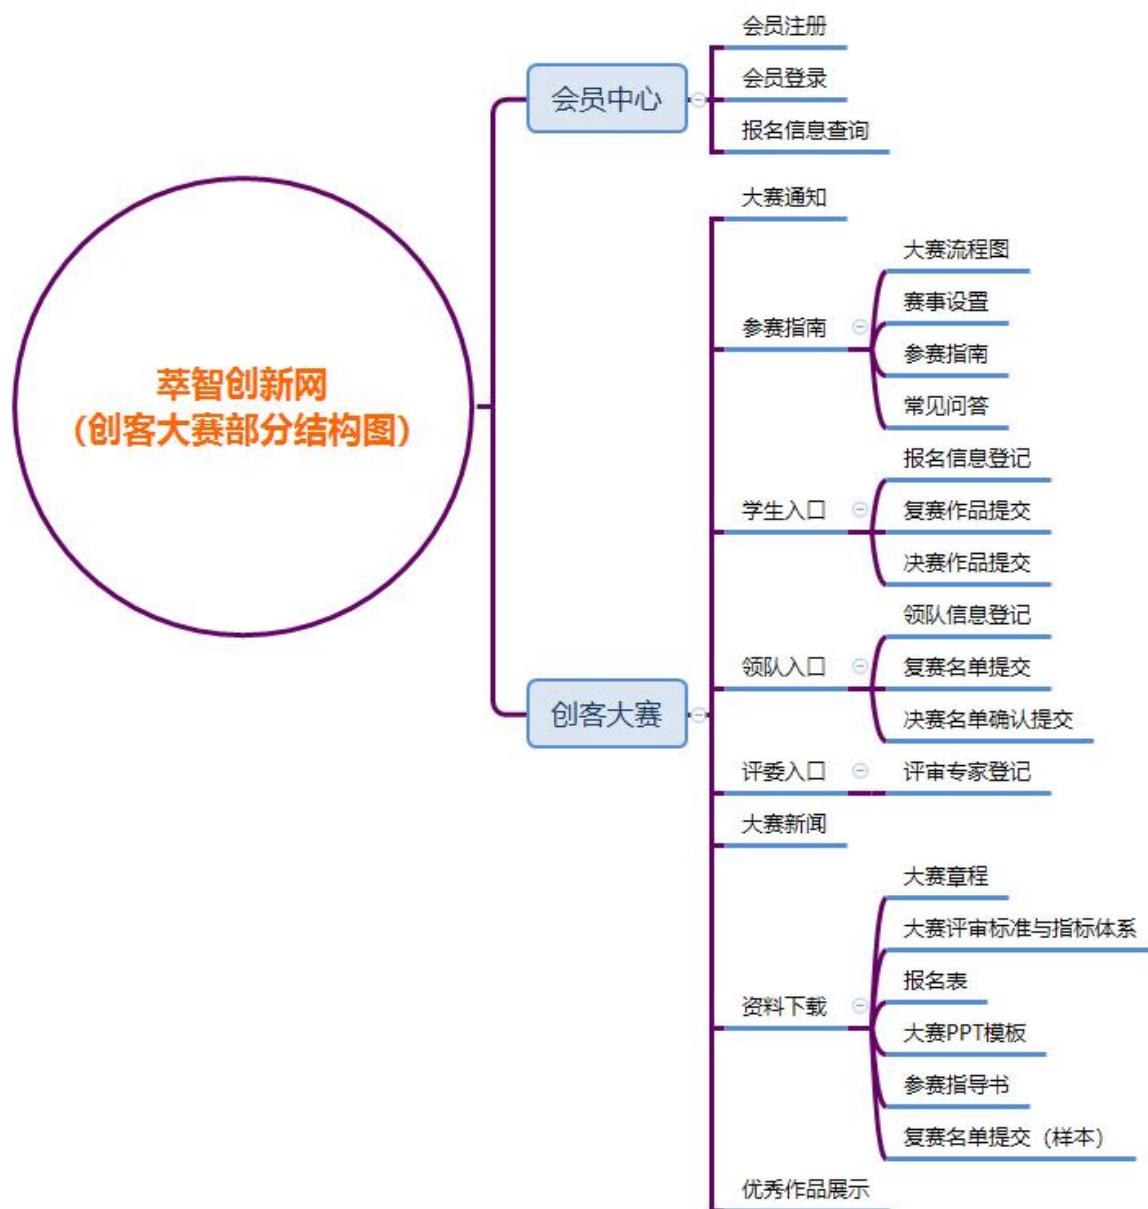 萃智创新网
（创客大赛部分结构图）
会员中心
会员注册
会员登录
报名信息查询
创客大赛
大赛通知
参赛指南
大赛流程图
赛事设置
参赛指南
常见问答
学生入口
报名信息登记
复赛作品提交
决赛作品提交
领队入口
领队信息登记
复赛名单提交
决赛名单确认提交
评委入口
评审专家登记
大赛新闻
资料下载
大赛章程
大赛评审标准与指标体系
报名表
大赛PPT模板
参赛指导书
复赛名单提交（样本）
优秀作品展示